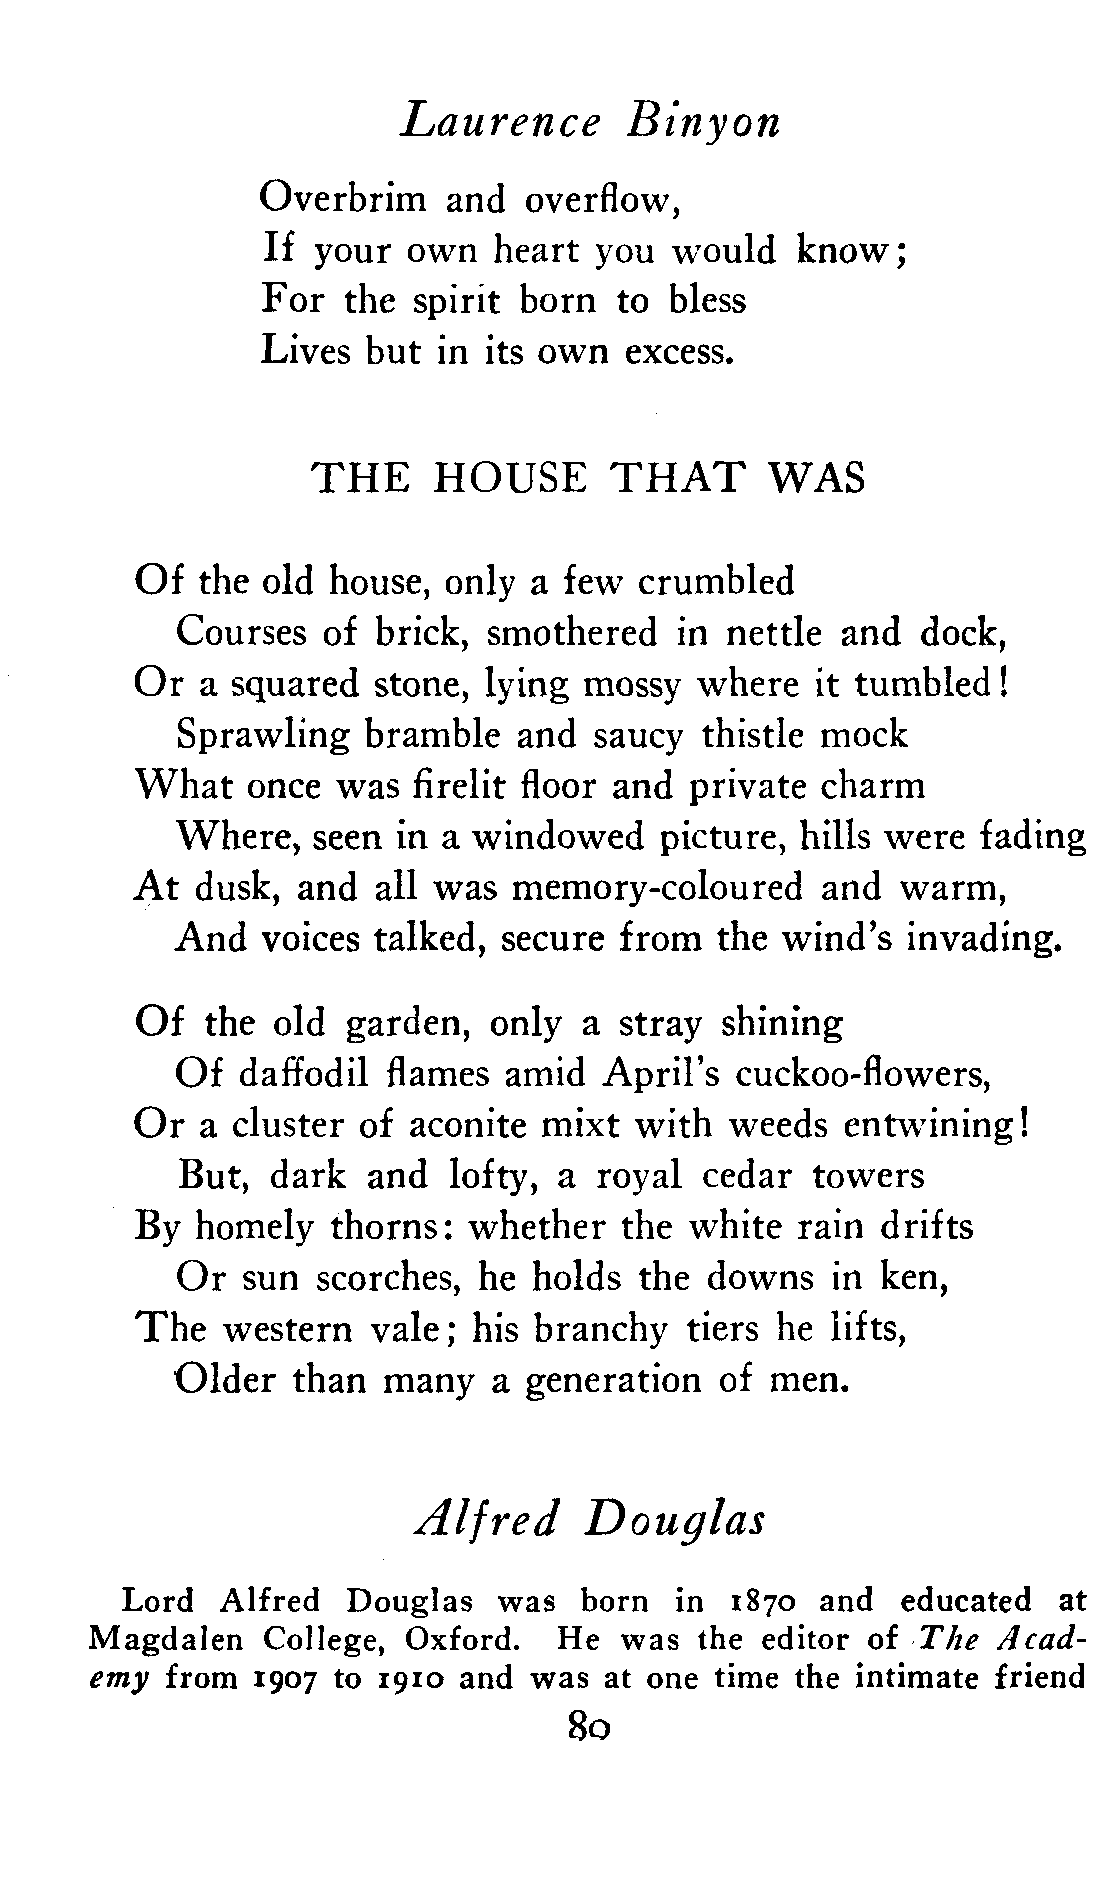 Laurence Binyon
Overbrim and overflow,
If your own heart you would know;
For the spirit born to bless
Lives but in its own excess.
THE HOUSE THAT WAS
Of the old house, only a few crumbled
Courses of brick, smothered in nettle and dock,
Or a squared stone, lying mossy where it tumbled!
Sprawling bramble and saucy thistle mock
What once was firelit floor and private charm
Where, seen in a windowed picture, hills were fading
At dusk, and all was memory-coloured and warm,
And voices talked, secure from the wind's invading.
Of the old garden, only a stray shining
Of daffodil flames amid April's cuckoo-flowers,
Or a cluster of aconite mixt with weeds entwining!
But, dark and lofty, a royal cedar towers
By homely thorns: whether the white rain drifts
Or sun scorches, he holds the downs in ken,
The western vale; his branchy tiers he lifts,
Older than many a generation of men.
Alfred Douglas
Lord Alfred Douglas was born in 1870 and educated at
Magdalen College, Oxford. He was the editor of The Acad-
emy from 1907 to 1910 and was at one time the intimate friend
80